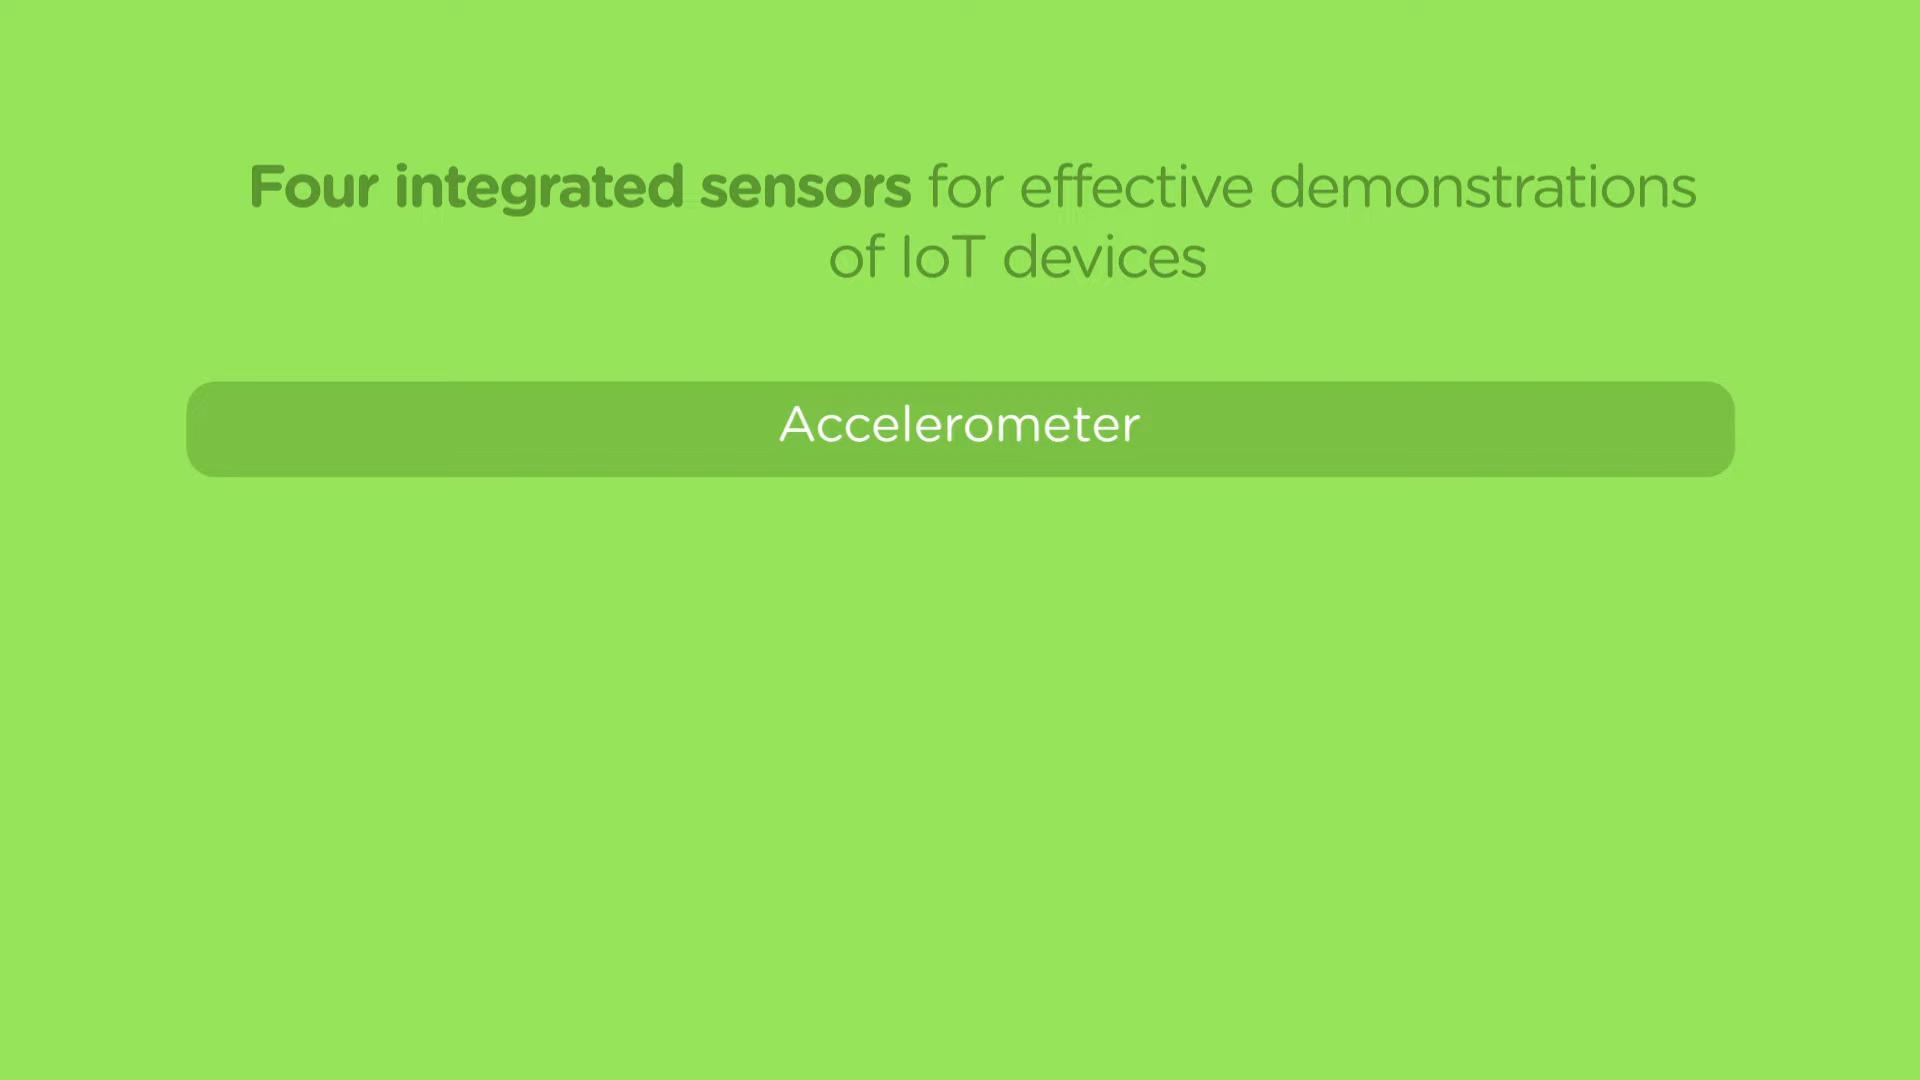 Four integrated sensors for effective demonstrations
of IoT devices
Accelerometer